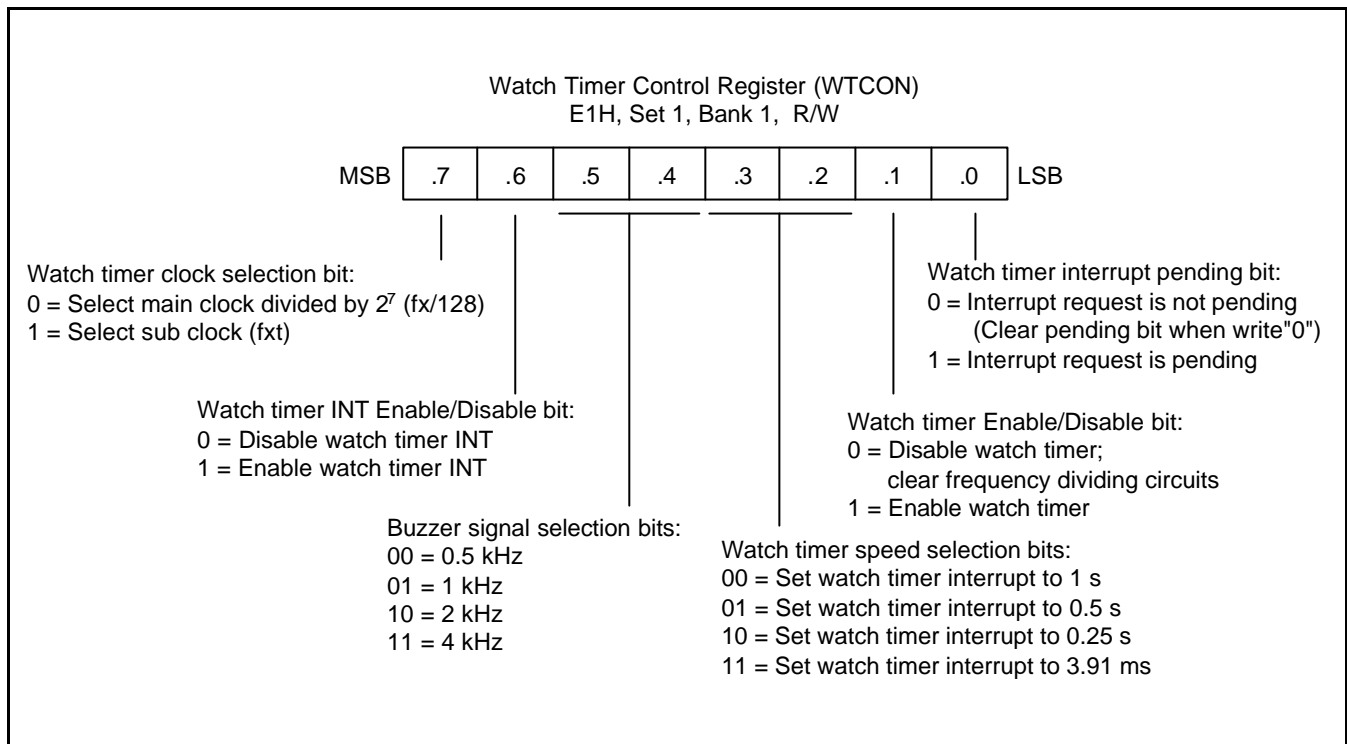 Watch Timer Control Register (WTCON)
E1H, Set 1, Bank 1, R/W
MSB .7 .6 .5 .4 .3 .2 .1 .0 LSB
Watch timer clock selection bit:
0 = Select main clock divided by 2⁷ (fx/128)
1 = Select sub clock (fxt)
Watch timer interrupt pending bit:
0 = Interrupt request is not pending
(Clear pending bit when write"0")
1 = Interrupt request is pending
Watch timer INT Enable/Disable bit:
0 = Disable watch timer INT
1 = Enable watch timer INT
Watch timer Enable/Disable bit:
0 = Disable watch timer;
clear frequency dividing circuits
1 = Enable watch timer
Buzzer signal selection bits:
00 = 0.5 kHz
01 = 1 kHz
10 = 2 kHz
11 = 4 kHz
Watch timer speed selection bits:
00 = Set watch timer interrupt to 1 s
01 = Set watch timer interrupt to 0.5 s
10 = Set watch timer interrupt to 0.25 s
11 = Set watch timer interrupt to 3.91 ms